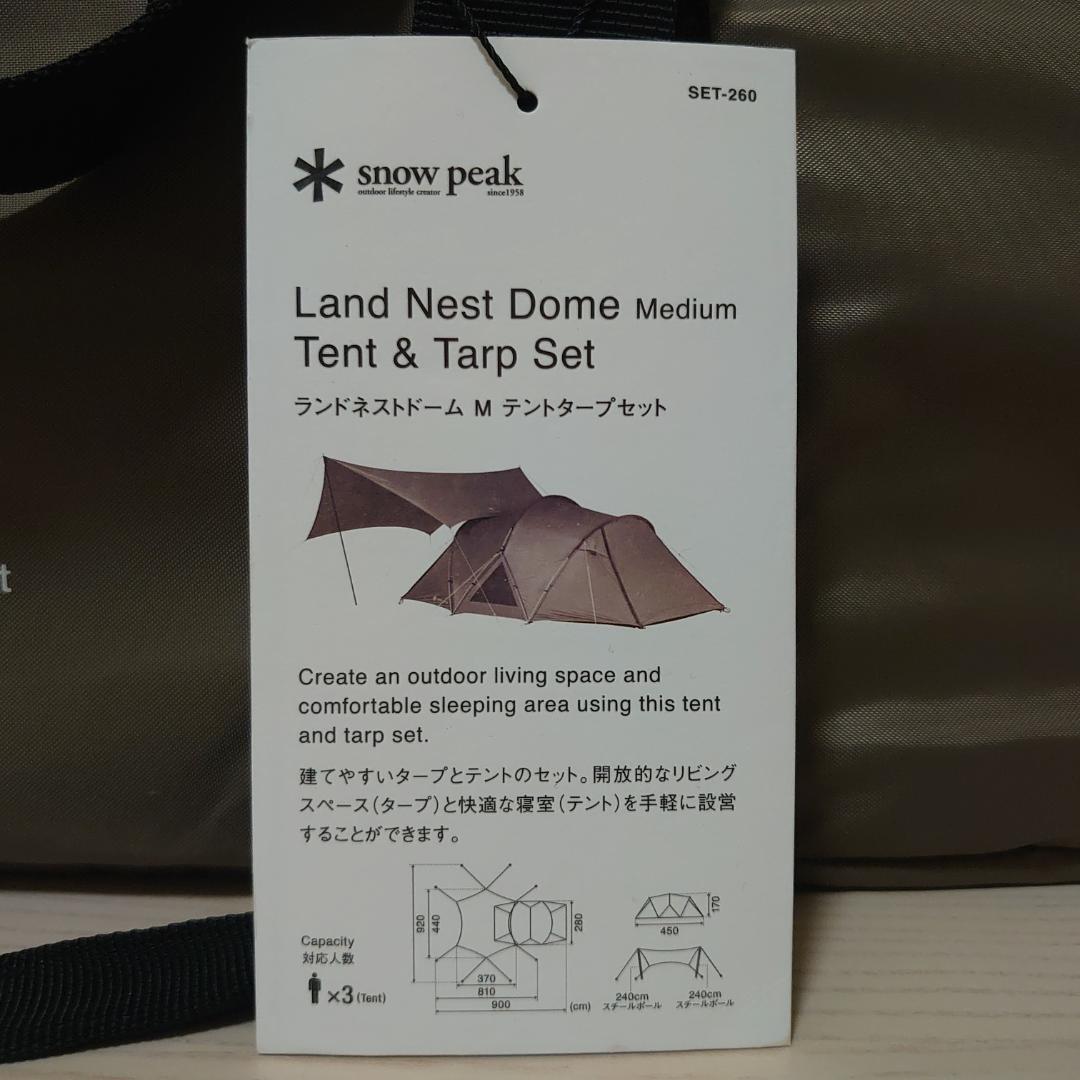 SET-260
snow peak
outdoor lifestyle creator since1958
Land Nest Dome Medium
Tent & Tarp Set
ランドネストドーム M テントタープセット
Create an outdoor living space and
comfortable sleeping area using this tent
and tarp set.
建てやすいタープとテントのセット。開放的なリビング
スペース(タープ)と快適な寝室(テント)を手軽に設営
することができます。
Capacity
対応人数
×3 (Tent)
920
440
370
810
900
280
(cm)
170
450
240cm
スチールポール
240cm
スチールポール
t